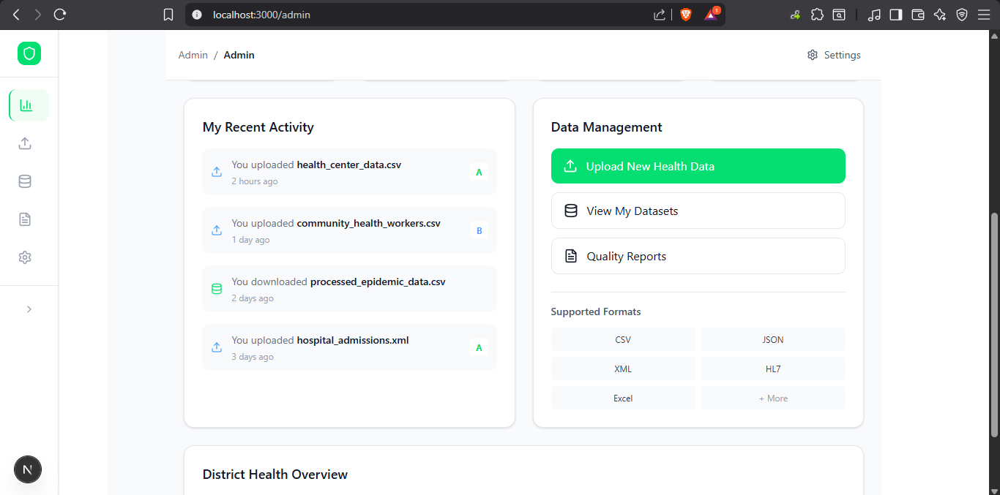 localhost:3000/admin
1
Admin / Admin
Settings
My Recent Activity
You uploaded health_center_data.csv
2 hours ago
A
You uploaded community_health_workers.csv
1 day ago
B
You downloaded processed_epidemic_data.csv
2 days ago
You uploaded hospital_admissions.xml
3 days ago
A
Data Management
Upload New Health Data
View My Datasets
Quality Reports
Supported Formats
CSV
JSON
XML
HL7
Excel
+ More
N
District Health Overview